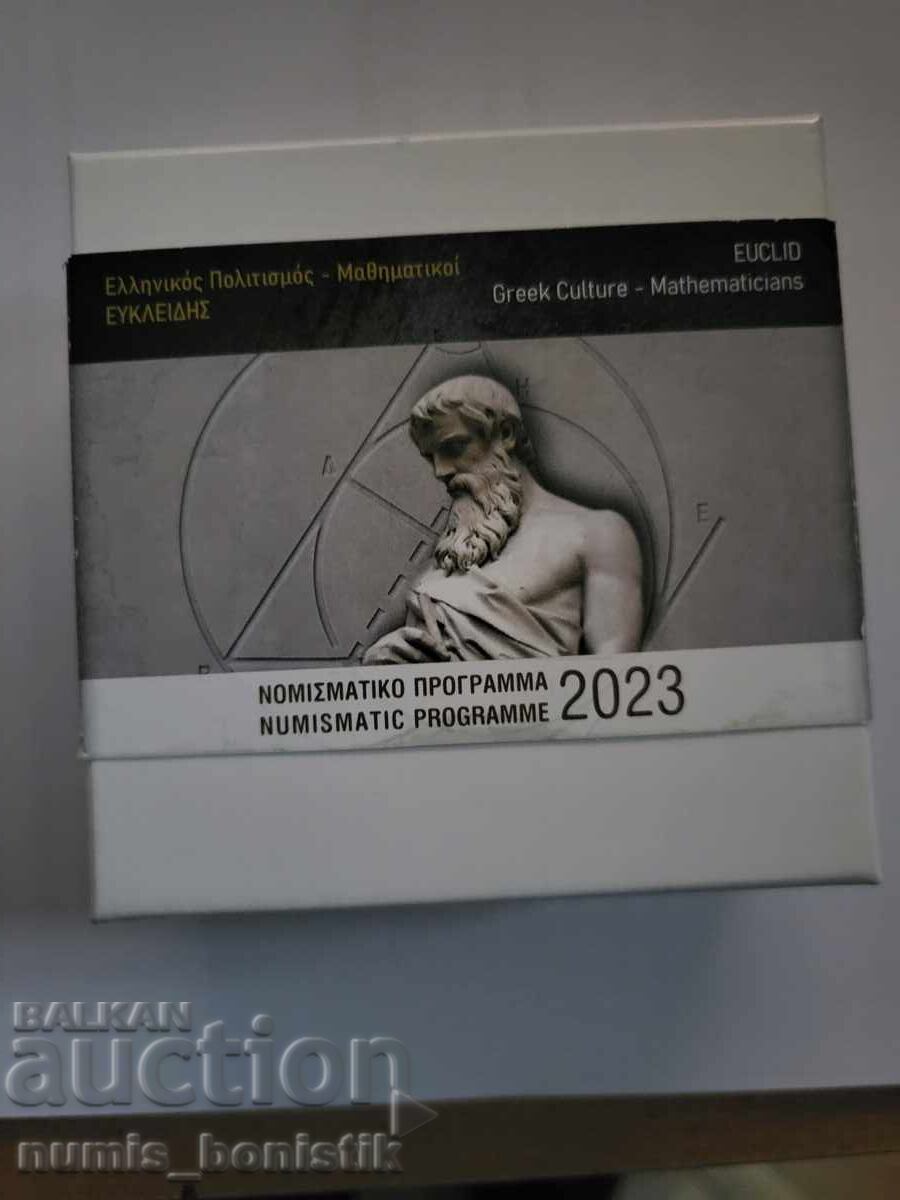 Ελληνικός Πολιτισμός - Μαθηματικοί
ΕΥΚΛΕΙΔΗΣ
EUCLID
Greek Culture - Mathematicians
Η
Δ
Ε
ΝΟΜΙΣΜΑΤΙΚΟ ΠΡΟΓΡΑΜΜΑ
NUMISMATIC PROGRAMME 2023
BALKAN
auction
numis_bonistik